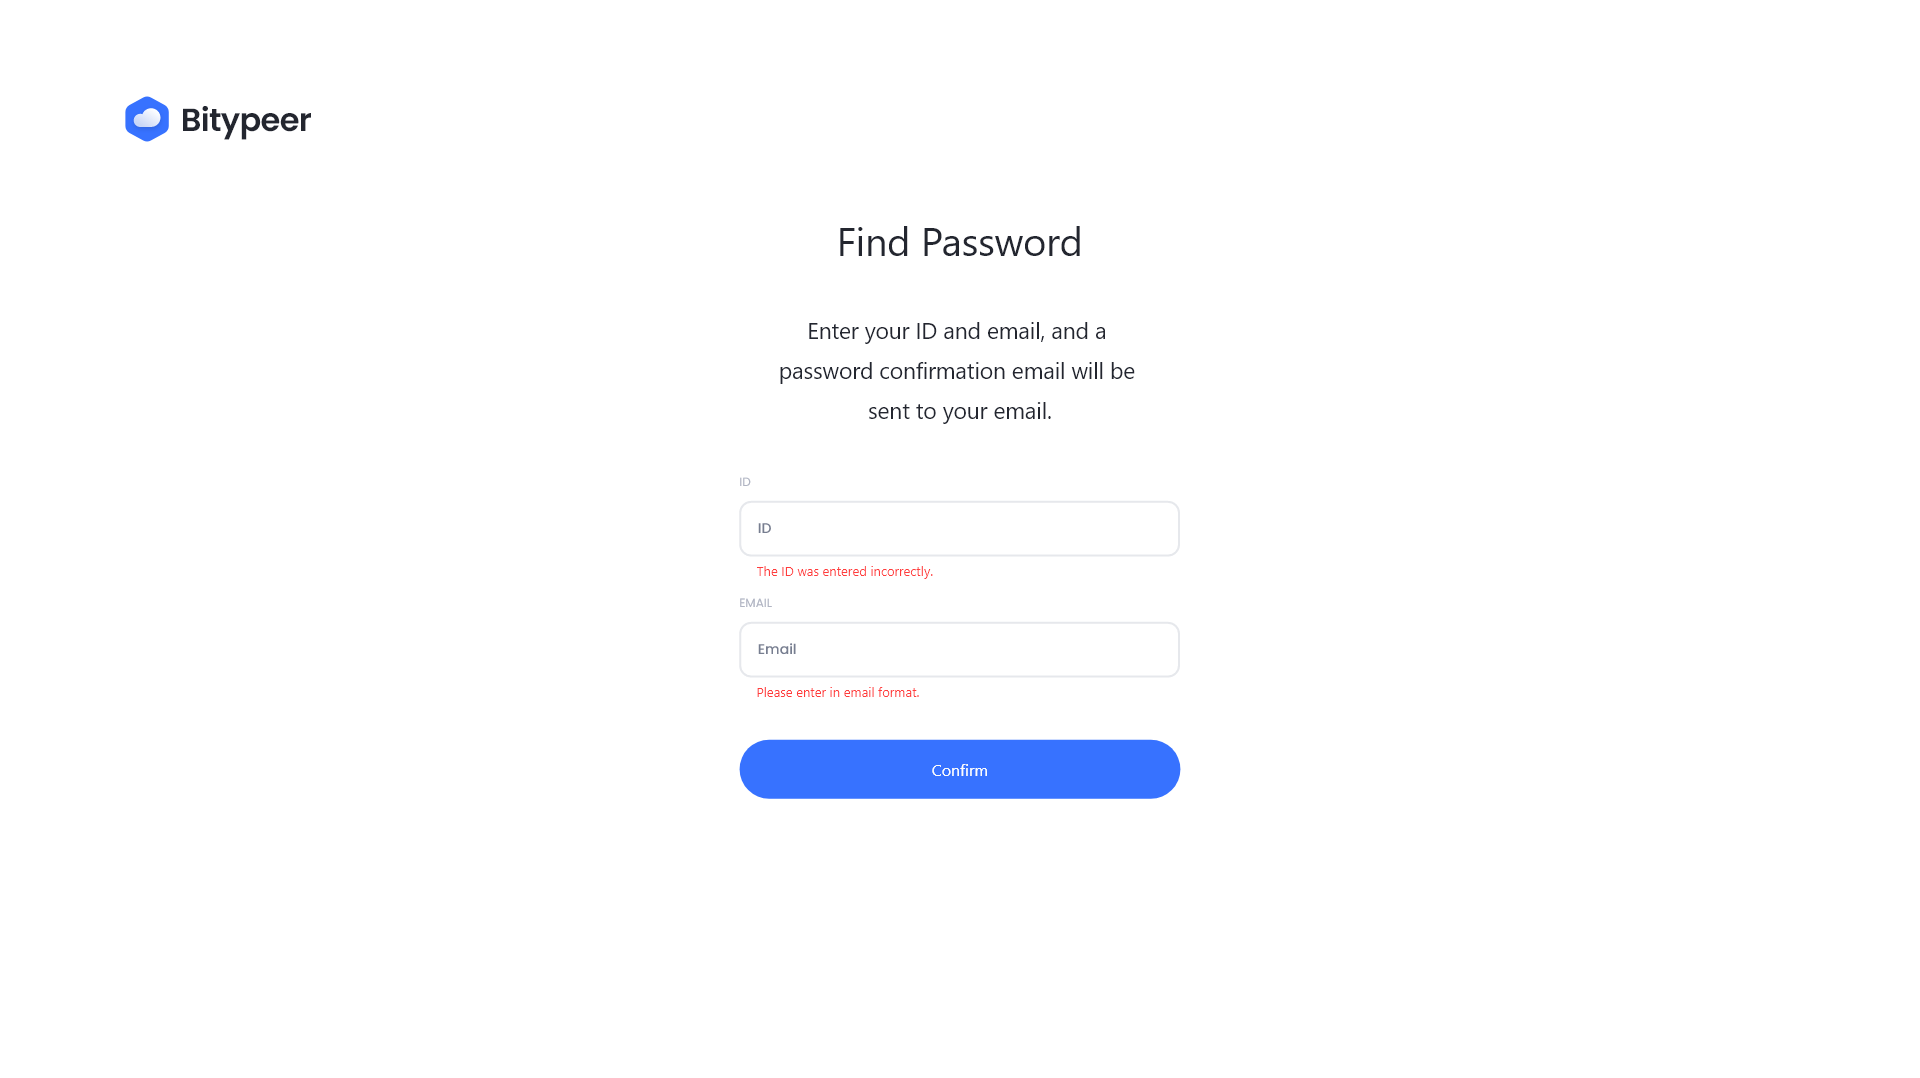 Bitypeer
Find Password
Enter your ID and email, and a
password confirmation email will be
sent to your email.
ID
ID
The ID was entered incorrectly.
EMAIL
Email
Please enter in email format.
Confirm